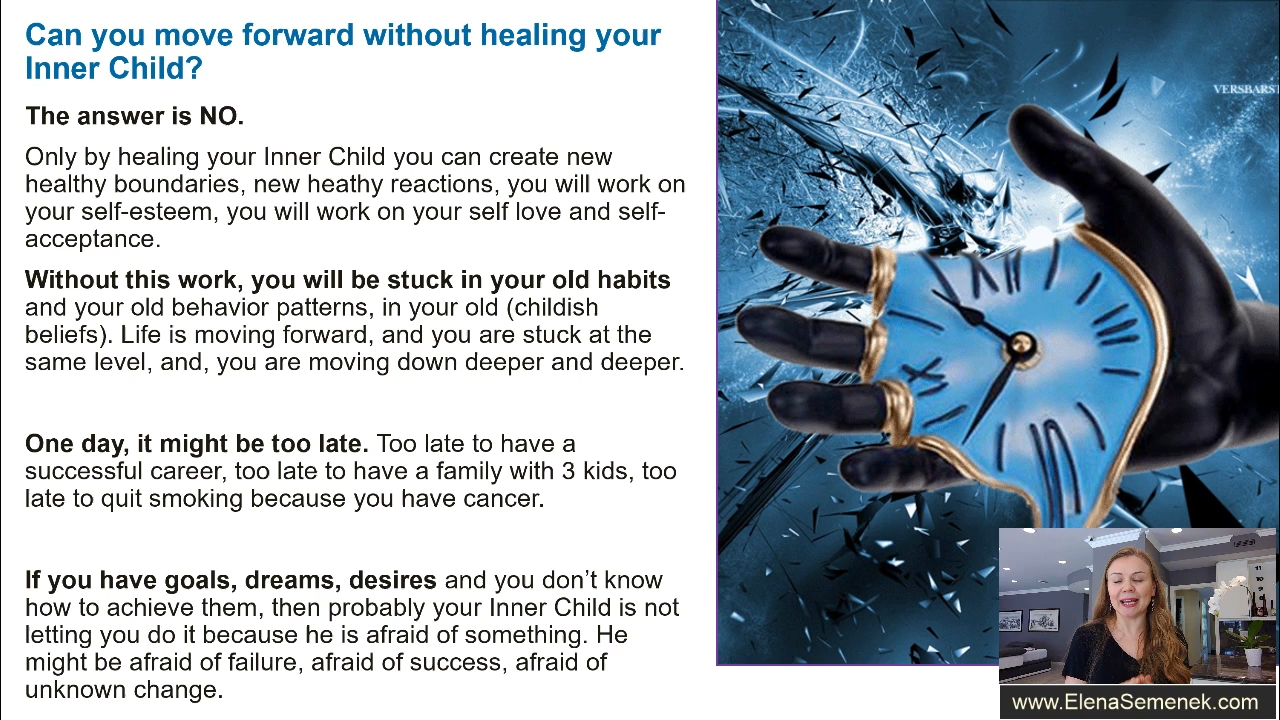 Can you move forward without healing your
Inner Child?
The answer is NO.
Only by healing your Inner Child you can create new
healthy boundaries, new heathy reactions, you will work on
your self-esteem, you will work on your self love and self-
acceptance.
Without this work, you will be stuck in your old habits
and your old behavior patterns, in your old (childish
beliefs). Life is moving forward, and you are stuck at the
same level, and, you are moving down deeper and deeper.
One day, it might be too late. Too late to have a
successful career, too late to have a family with 3 kids, too
late to quit smoking because you have cancer.
If you have goals, dreams, desires and you don’t know
how to achieve them, then probably your Inner Child is not
letting you do it because he is afraid of something. He
might be afraid of failure, afraid of success, afraid of
unknown change.
VERSBARST
www.ElenaSemenek.com